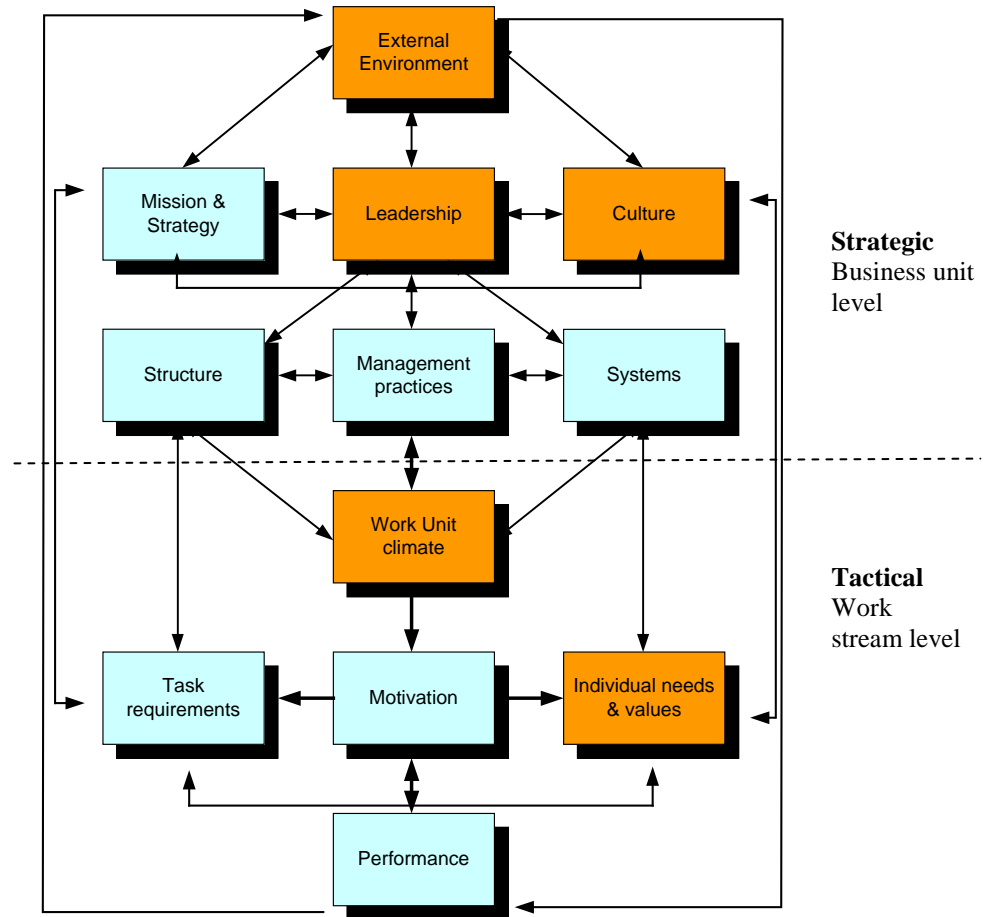 External
Environment
Mission &
Strategy
Leadership
Culture
Strategic
Business unit
level
Structure
Management
practices
Systems
Work Unit
climate
Tactical
Work
stream level
Task
requirements
Motivation
Individual needs
& values
Performance